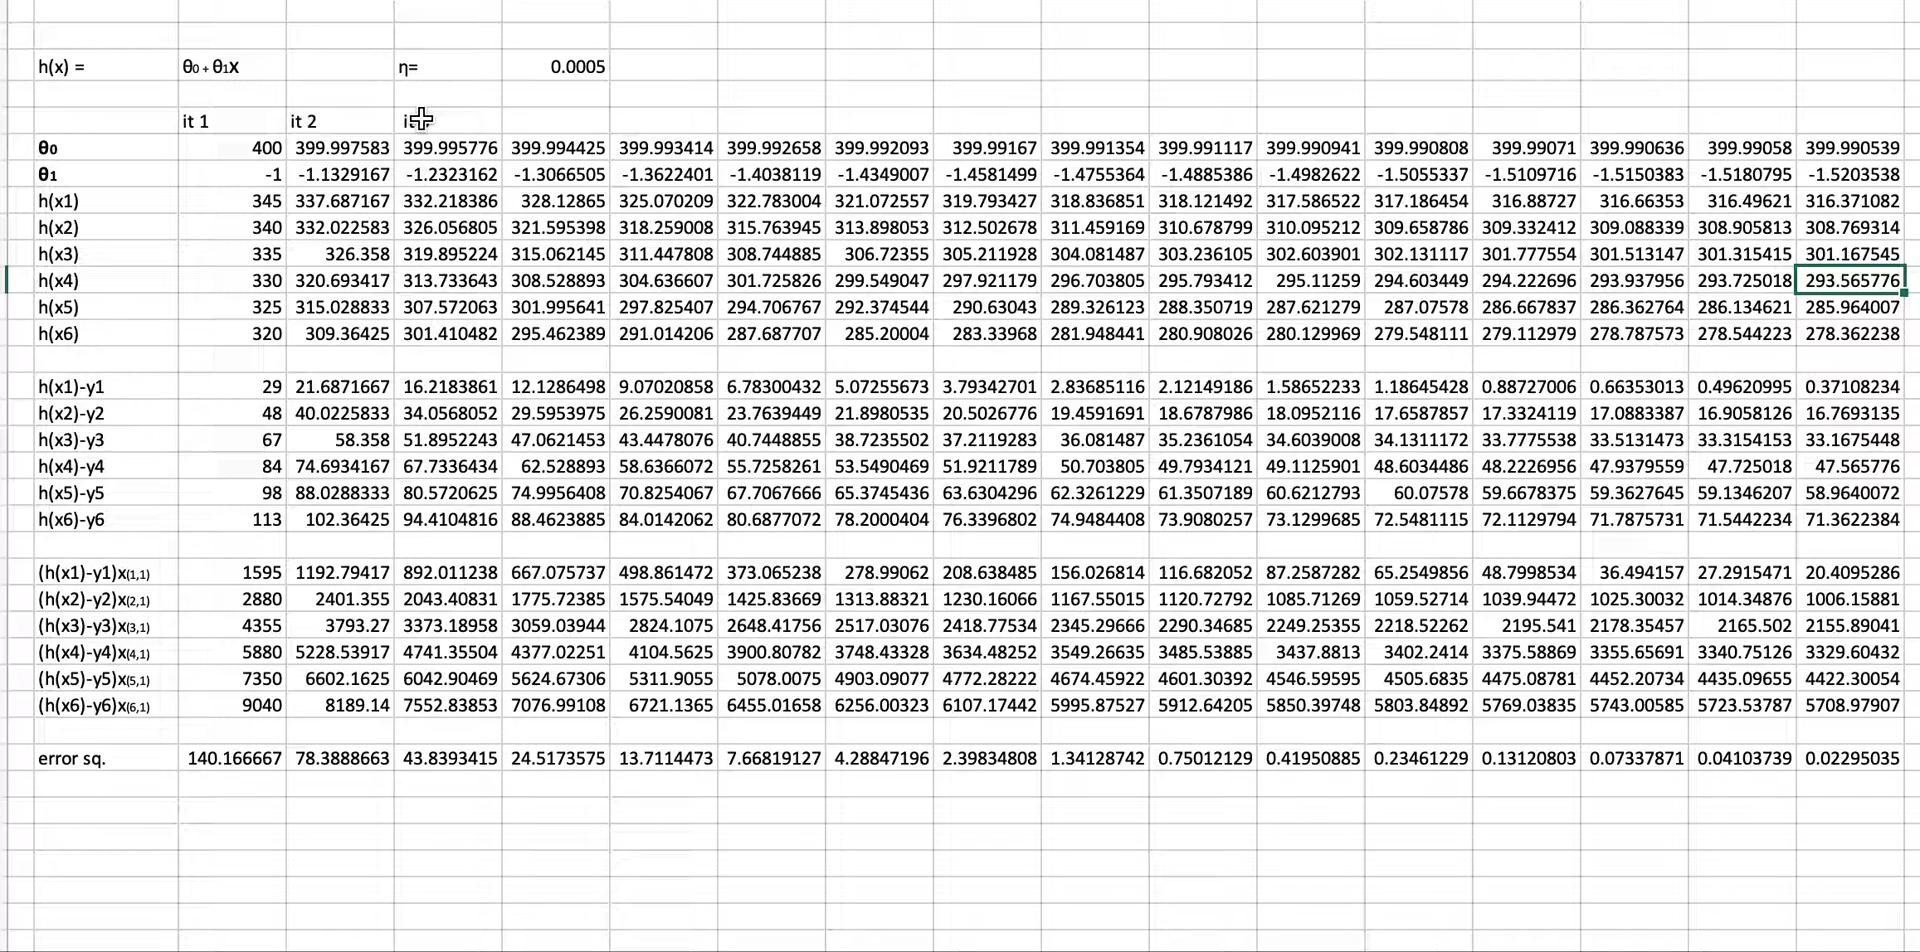 h(x) = θ0 + θ1x η= 0.0005
it 1 it 2
θ0 400 399.997583 399.995776 399.994425 399.993414 399.992658 399.992093 399.99167 399.991354 399.991117 399.990941 399.990808 399.99071 399.990636 399.99058 399.990539
θ1 -1 -1.1329167 -1.2323162 -1.3066505 -1.3622401 -1.4038119 -1.4349007 -1.4581499 -1.4755364 -1.4885386 -1.4982622 -1.5055337 -1.5109716 -1.5150383 -1.5180795 -1.5203538
h(x1) 345 337.687167 332.218386 328.12865 325.070209 322.783004 321.072557 319.793427 318.836851 318.121492 317.586522 317.186454 316.88727 316.66353 316.49621 316.371082
h(x2) 340 332.022583 326.056805 321.595398 318.259008 315.763945 313.898053 312.502678 311.459169 310.678799 310.095212 309.658786 309.332412 309.088339 308.905813 308.769314
h(x3) 335 326.358 319.895224 315.062145 311.447808 308.744885 306.72355 305.211928 304.081487 303.236105 302.603901 302.131117 301.777554 301.513147 301.315415 301.167545
h(x4) 330 320.693417 313.733643 308.528893 304.636607 301.725826 299.549047 297.921179 296.703805 295.793412 295.11259 294.603449 294.222696 293.937956 293.725018 293.565776
h(x5) 325 315.028833 307.572063 301.995641 297.825407 294.706767 292.374544 290.63043 289.326123 288.350719 287.621279 287.07578 286.667837 286.362764 286.134621 285.964007
h(x6) 320 309.36425 301.410482 295.462389 291.014206 287.687707 285.20004 283.33968 281.948441 280.908026 280.129969 279.548111 279.112979 278.787573 278.544223 278.362238
h(x1)-y1 29 21.6871667 16.2183861 12.1286498 9.07020858 6.78300432 5.07255673 3.79342701 2.83685116 2.12149186 1.58652233 1.18645428 0.88727006 0.66353013 0.49620995 0.37108234
h(x2)-y2 48 40.0225833 34.0568052 29.5953975 26.2590081 23.7639449 21.8980535 20.5026776 19.4591691 18.6787986 18.0952116 17.6587857 17.3324119 17.0883387 16.9058126 16.7693135
h(x3)-y3 67 58.358 51.8952243 47.0621453 43.4478076 40.7448855 38.7235502 37.2119283 36.081487 35.2361054 34.6039008 34.1311172 33.7775538 33.5131473 33.3154153 33.1675448
h(x4)-y4 84 74.6934167 67.7336434 62.528893 58.6366072 55.7258261 53.5490469 51.9211789 50.703805 49.7934121 49.1125901 48.6034486 48.2226956 47.9379559 47.725018 47.565776
h(x5)-y5 98 88.0288333 80.5720625 74.9956408 70.8254067 67.7067666 65.3745436 63.6304296 62.3261229 61.3507189 60.6212793 60.07578 59.6678375 59.3627645 59.1346207 58.9640072
h(x6)-y6 113 102.36425 94.4104816 88.4623885 84.0142062 80.6877072 78.2000404 76.3396802 74.9484408 73.9080257 73.1299685 72.5481115 72.1129794 71.7875731 71.5442234 71.3622384
(h(x1)-y1)x(1,1) 1595 1192.79417 892.011238 667.075737 498.861472 373.065238 278.99062 208.638485 156.026814 116.682052 87.2587282 65.2549856 48.7998534 36.494157 27.2915471 20.4095286
(h(x2)-y2)x(2,1) 2880 2401.355 2043.40831 1775.72385 1575.54049 1425.83669 1313.88321 1230.16066 1167.55015 1120.72792 1085.71269 1059.52714 1039.94472 1025.30032 1014.34876 1006.15881
(h(x3)-y3)x(3,1) 4355 3793.27 3373.18958 3059.03944 2824.1075 2648.41756 2517.03076 2418.77534 2345.29666 2290.34685 2249.25355 2218.52262 2195.541 2178.35457 2165.502 2155.89041
(h(x4)-y4)x(4,1) 5880 5228.53917 4741.35504 4377.02251 4104.5625 3900.80782 3748.43328 3634.48252 3549.26635 3485.53885 3437.8813 3402.2414 3375.58869 3355.65691 3340.75126 3329.60432
(h(x5)-y5)x(5,1) 7350 6602.1625 6042.90469 5624.67306 5311.9055 5078.0075 4903.09077 4772.28222 4674.45922 4601.30392 4546.59595 4505.6835 4475.08781 4452.20734 4435.09655 4422.30054
(h(x6)-y6)x(6,1) 9040 8189.14 7552.83853 7076.99108 6721.1365 6455.01658 6256.00323 6107.17442 5995.87527 5912.64205 5850.39748 5803.84892 5769.03835 5743.00585 5723.53787 5708.97907
error sq. 140.166667 78.3888663 43.8393415 24.5173575 13.7114473 7.66819127 4.28847196 2.39834808 1.34128742 0.75012129 0.41950885 0.23461229 0.13120803 0.07337871 0.04103739 0.02295035